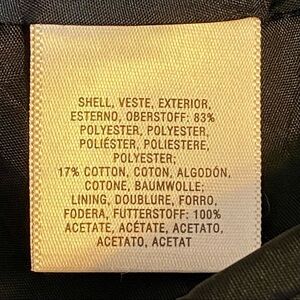 SHELL, VESTE, EXTERIOR,
ESTERNO, OBERSTOFF: 83%
POLYESTER, POLYESTER,
POLIÉSTER, POLIESTERE,
POLYESTER;
17% COTTON, COTON, ALGODÓN,
COTONE, BAUMWOLLE;
LINING, DOUBLURE, FORRO,
FODERA, FUTTERSTOFF: 100%
ACETATE, ACÉTATE, ACETATO,
ACETATO, ACETAT